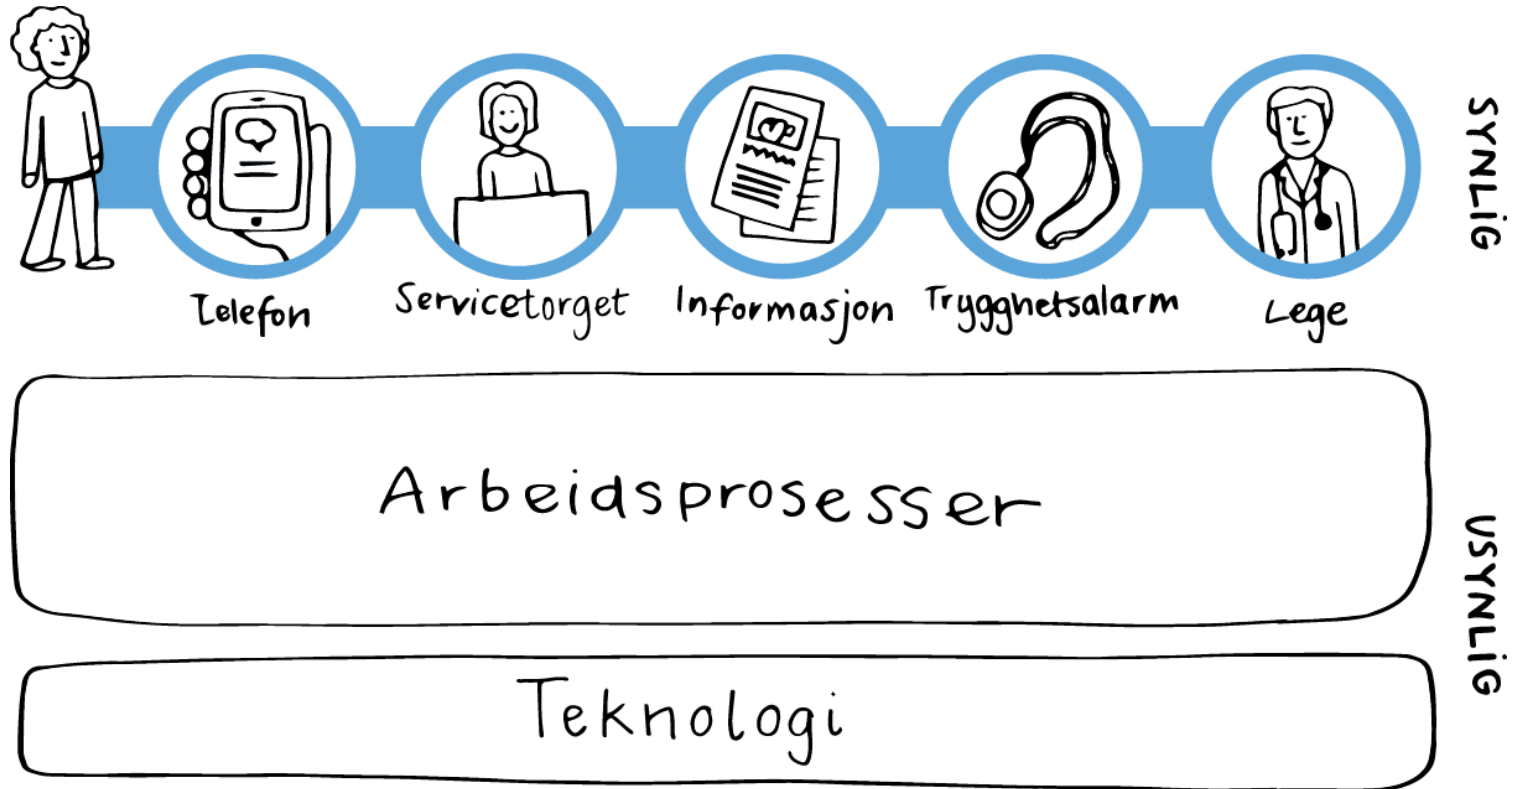 SYNLiG
Telefon
Servicetorget
Informasjon
Trygghetsalarm
Lege
Arbeidsprosesser
USYNLiG
Teknologi